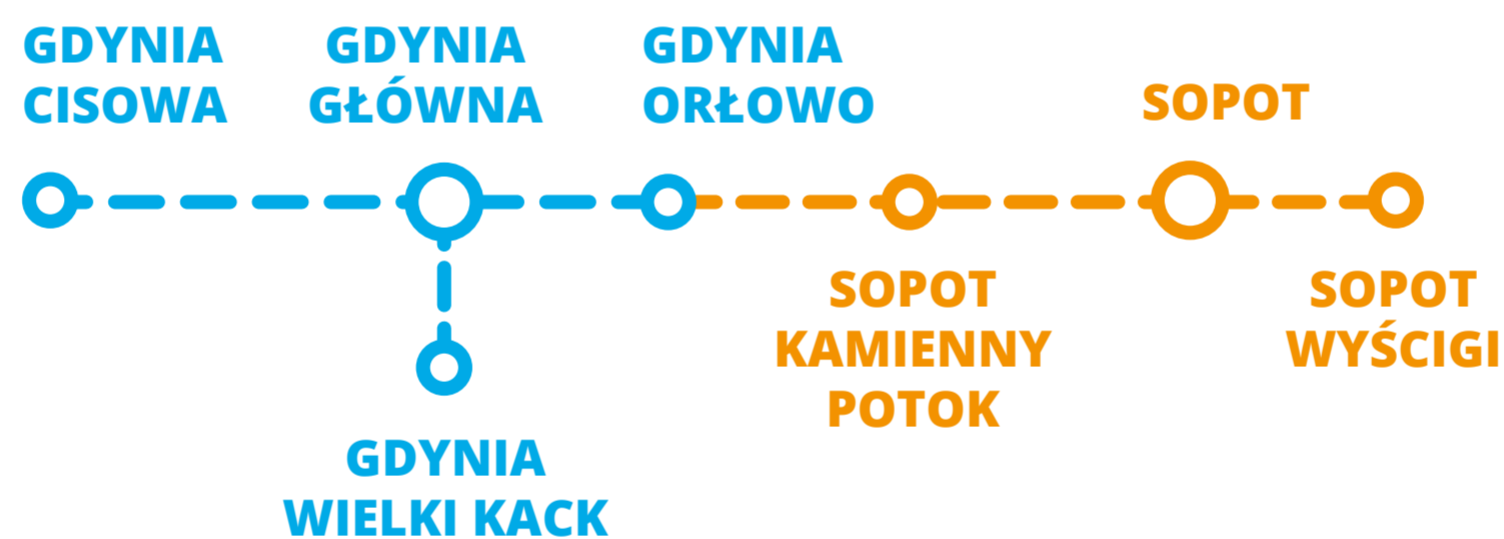 GDYNIA
CISOWA
GDYNIA
GŁÓWNA
GDYNIA
ORŁOWO
SOPOT
SOPOT
KAMIENNY
POTOK
SOPOT
WYŚCIGI
GDYNIA
WIELKI KACK